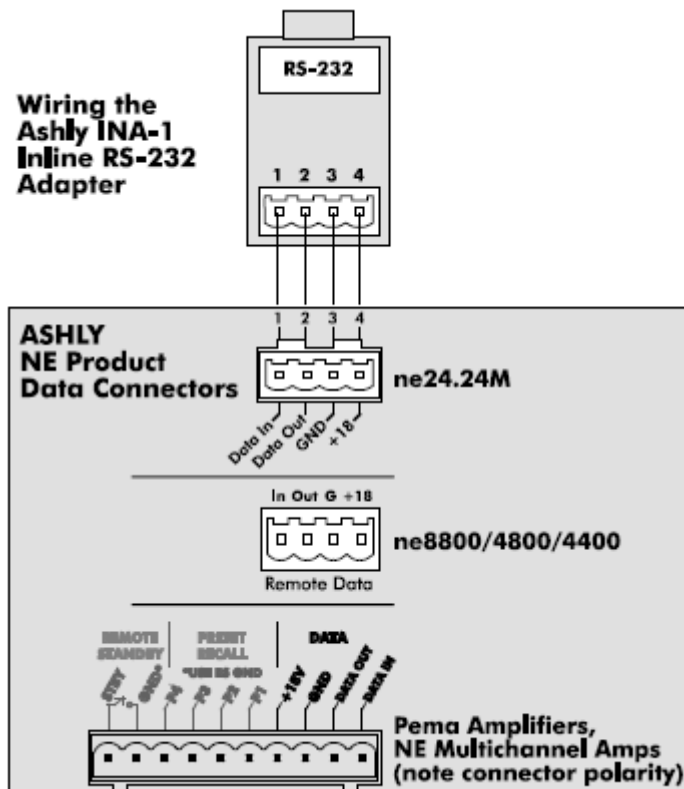 RS-232
Wiring the
Ashly INA-1
Inline RS-232
Adapter
1 2 3 4
1 2 3 4
ASHLY
NE Product
Data Connectors
ne24.24M
Data In
Data Out
GND
+18
In Out G +18
ne8800/4800/4400
Remote Data
REMOTE
STANDBY
PRESET
RECALL
*USE RS GND
DATA
STBY
GND*
P4
P3
P2
P1
+18V
GND
DATA OUT
DATA IN
Pema Amplifiers,
NE Multichannel Amps
(note connector polarity)